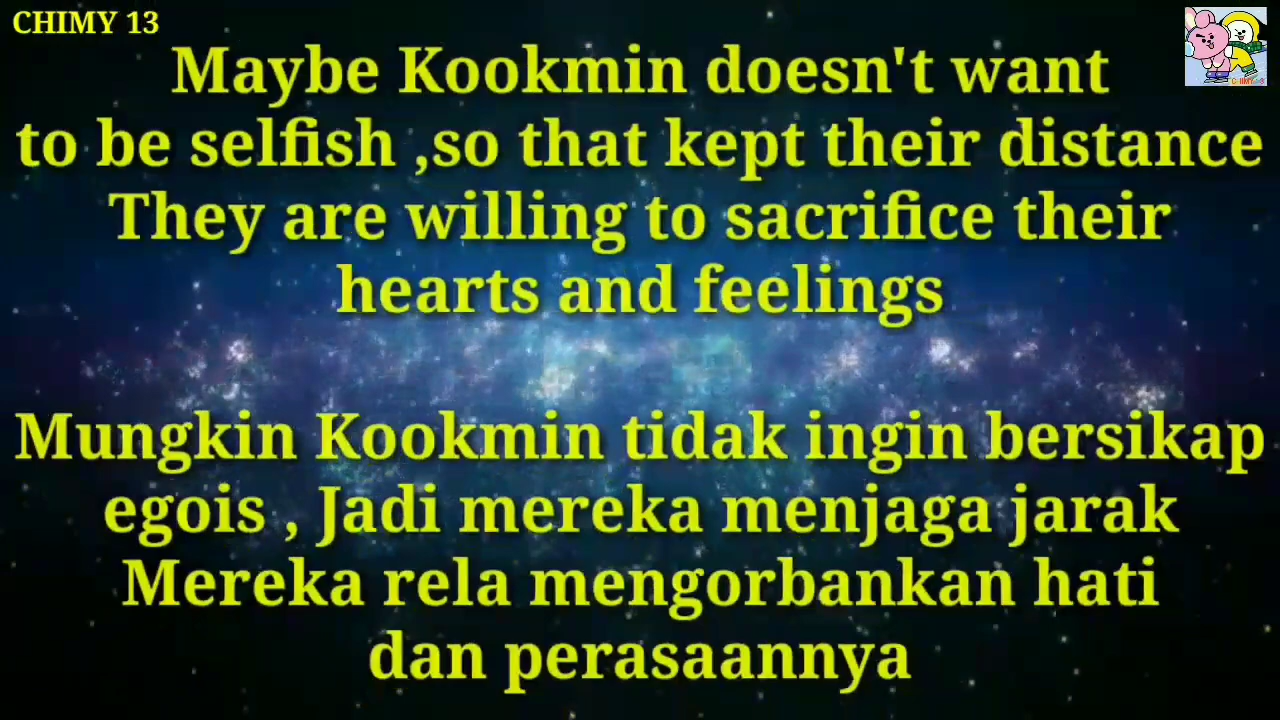 CHIMY 13
Maybe Kookmin doesn't want
to be selfish ,so that kept their distance
They are willing to sacrifice their
hearts and feelings
Mungkin Kookmin tidak ingin bersikap
egois , Jadi mereka menjaga jarak
Mereka rela mengorbankan hati
dan perasaannya